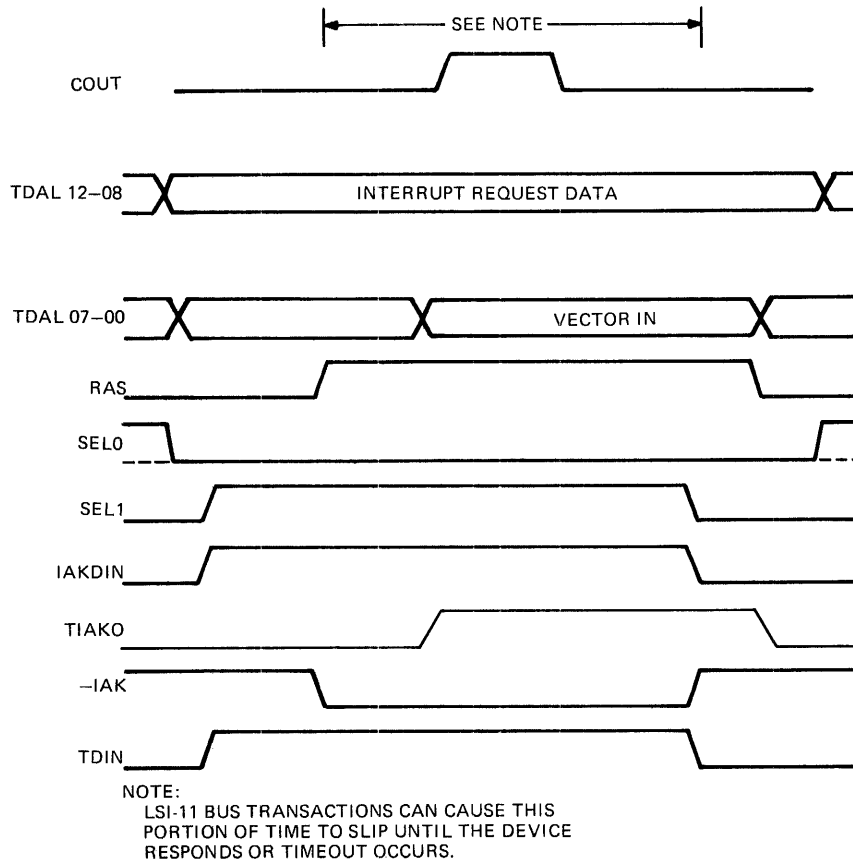 SEE NOTE
COUT
TDAL 12–08
INTERRUPT REQUEST DATA
TDAL 07–00
VECTOR IN
RAS
SEL0
SEL1
IAKDIN
TIAKO
–IAK
TDIN
NOTE:
LSI-11 BUS TRANSACTIONS CAN CAUSE THIS
PORTION OF TIME TO SLIP UNTIL THE DEVICE
RESPONDS OR TIMEOUT OCCURS.